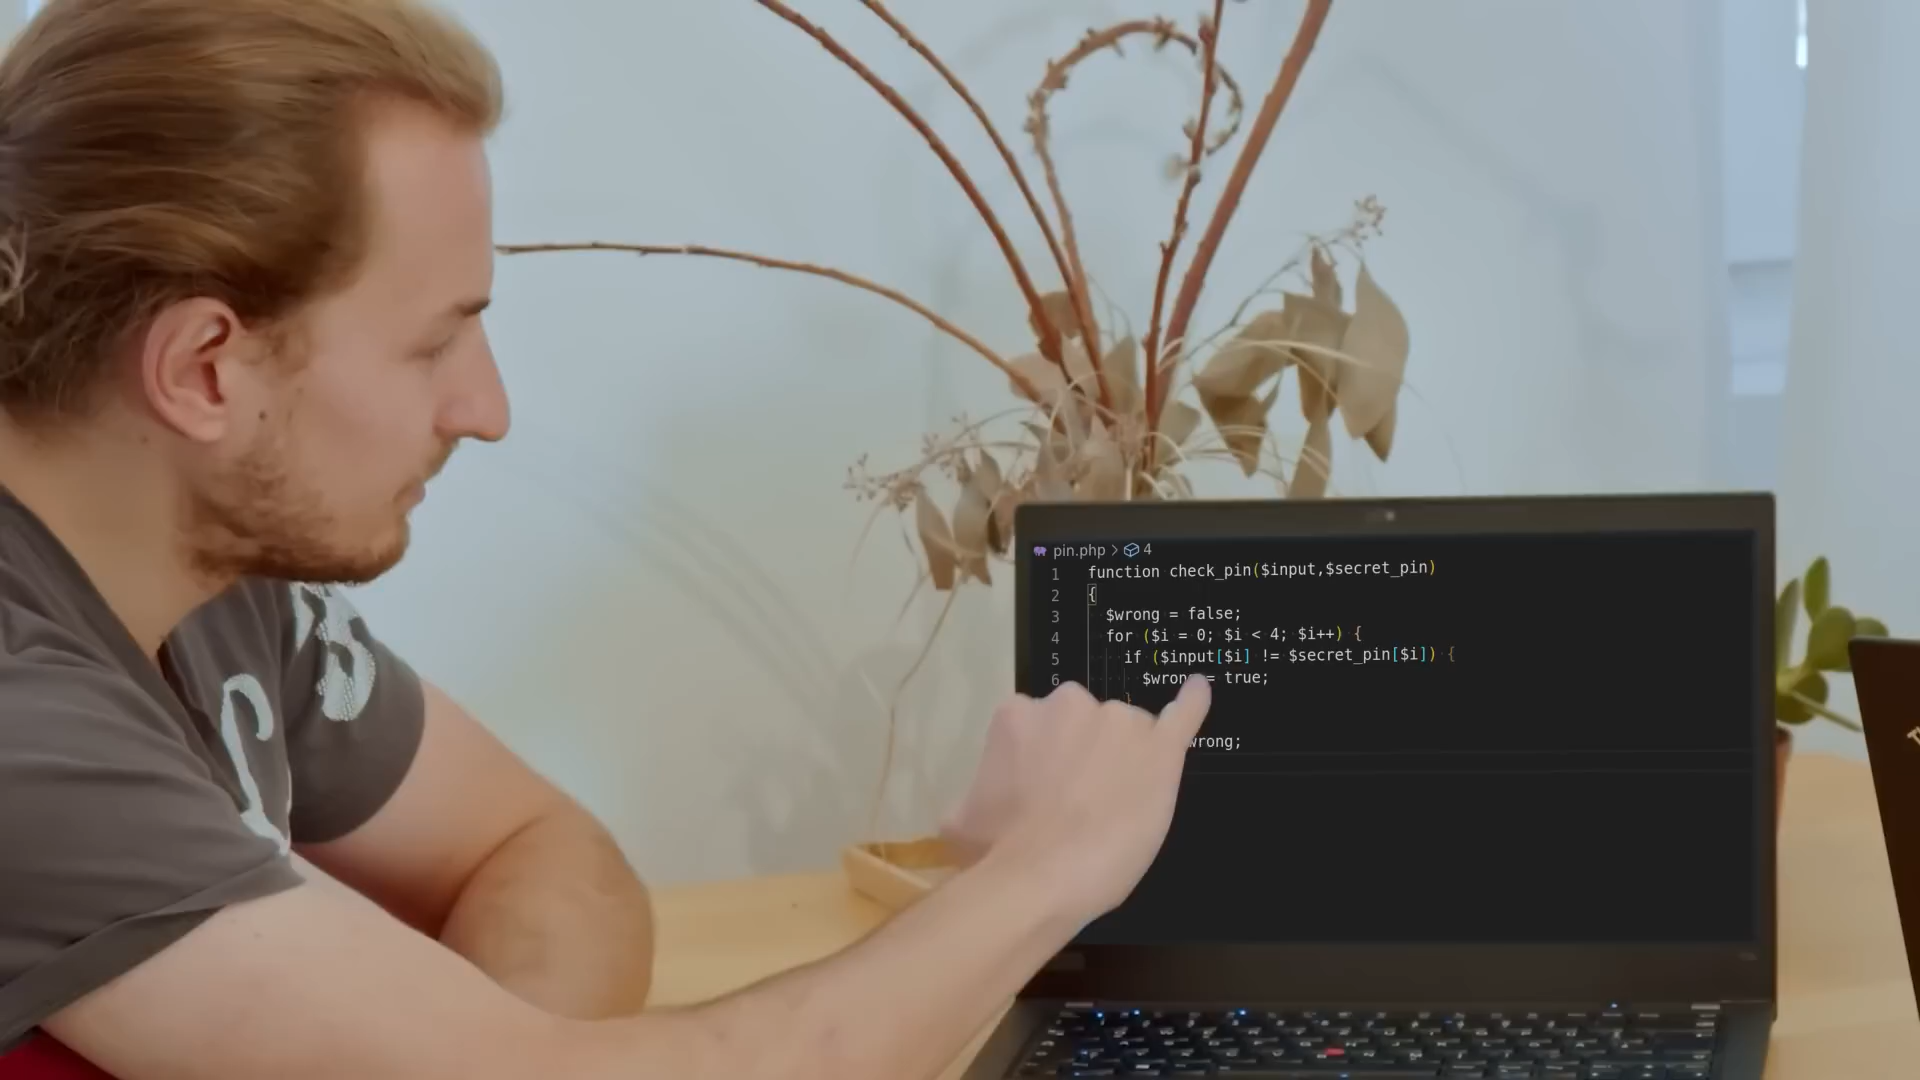 pin.php > 4
1 function check_pin($input,$secret_pin)
2 {
3 $wrong = false;
4 for ($i = 0; $i < 4; $i++) {
5 if ($input[$i] != $secret_pin[$i]) {
6 $wron = true;
}
wrong;